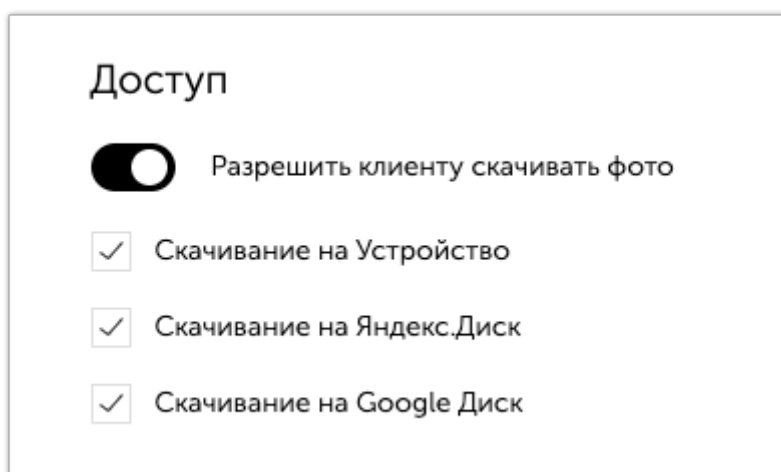 Доступ
Разрешить клиенту скачивать фото
Скачивание на Устройство
Скачивание на Яндекс.Диск
Скачивание на Google Диск